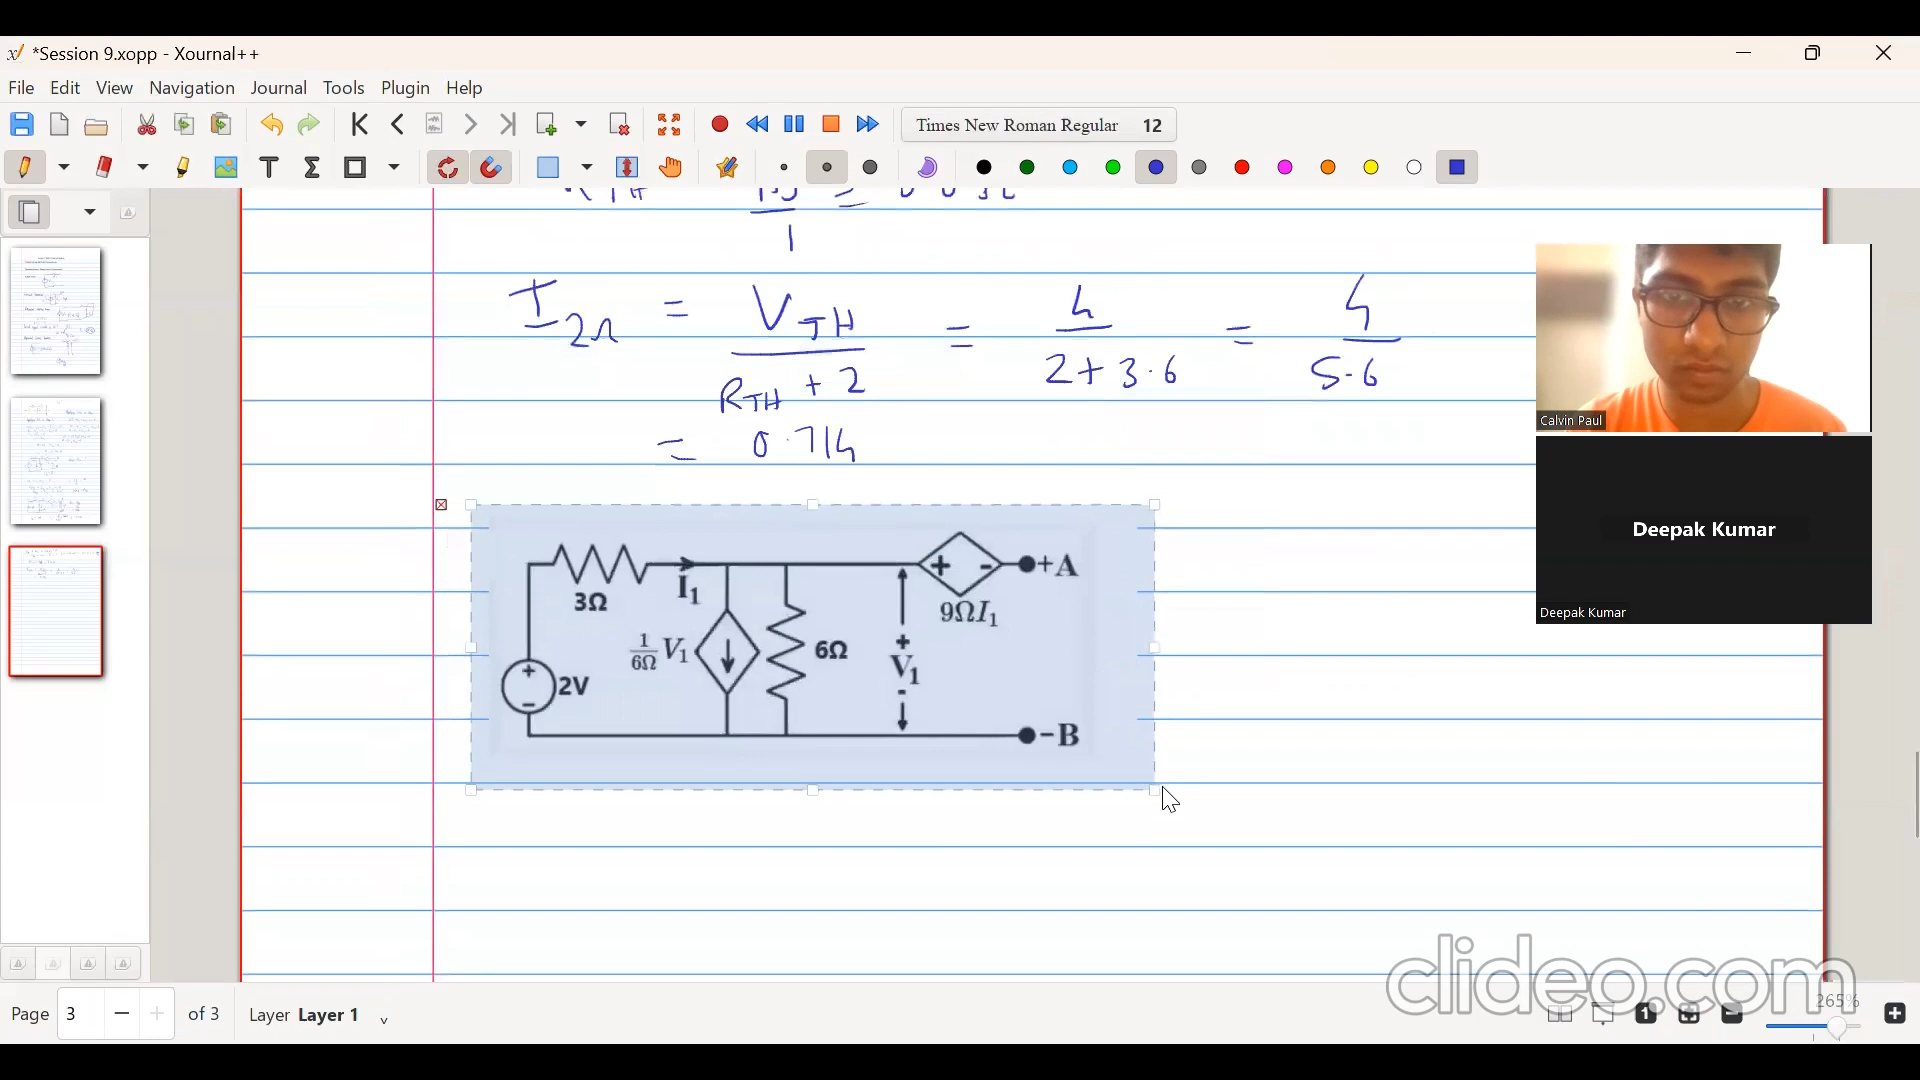 *Session 9.xopp - Xournal++
File Edit View Navigation Journal Tools Plugin Help
Times New Roman Regular 12
1
I2Ω = VTH / RTH + 2 = 4 / 2 + 3.6 = 4 / 5.6
= 0.714
Calvin Paul
Deepak Kumar
Deepak Kumar
3Ω I1 + - +A
9ΩI1
1/6Ω V1 6Ω + V1 -
+ - 2V
-B
clideo.com
Page 3 of 3 Layer Layer 1 1 265%